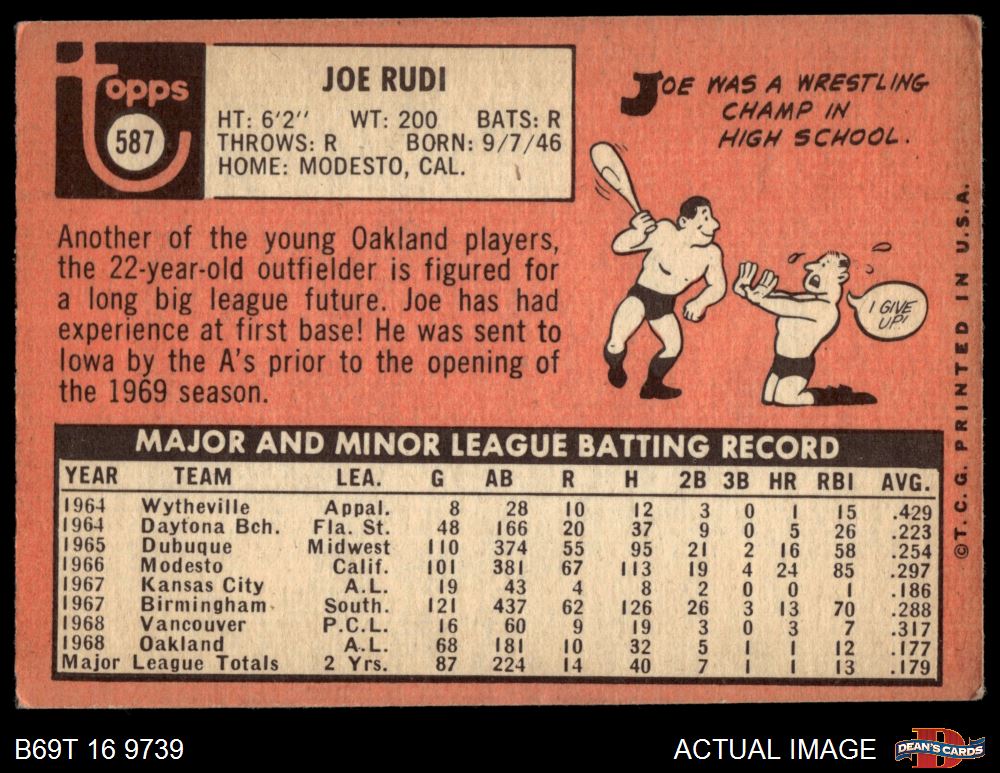 topps
587
JOE RUDI
HT: 6'2'' WT: 200 BATS: R
THROWS: R BORN: 9/7/46
HOME: MODESTO, CAL.
JOE WAS A WRESTLING
CHAMP IN
HIGH SCHOOL.
I GIVE
UP!
Another of the young Oakland players,
the 22-year-old outfielder is figured for
a long big league future. Joe has had
experience at first base! He was sent to
Iowa by the A's prior to the opening of
the 1969 season.
MAJOR AND MINOR LEAGUE BATTING RECORD
YEAR TEAM LEA. G AB R H 2B 3B HR RBI AVG.
1964 Wytheville Appal. 8 28 10 12 3 0 1 15 .429
1964 Daytona Bch. Fla. St. 48 166 20 37 9 0 5 26 .223
1965 Dubuque Midwest 110 374 55 95 21 2 16 58 .254
1966 Modesto Calif. 101 381 67 113 19 4 24 85 .297
1967 Kansas City A.L. 19 43 4 8 2 0 0 1 .186
1967 Birmingham South. 121 437 62 126 26 3 13 70 .288
1968 Vancouver P.C.L. 16 60 9 19 3 0 3 7 .317
1968 Oakland A.L. 68 181 10 32 5 1 1 12 .177
Major League Totals 2 Yrs. 87 224 14 40 7 1 1 13 .179
©T.C.G. PRINTED IN U.S.A.
B69T 16 9739
ACTUAL IMAGE
D
DEAN'S CARDS